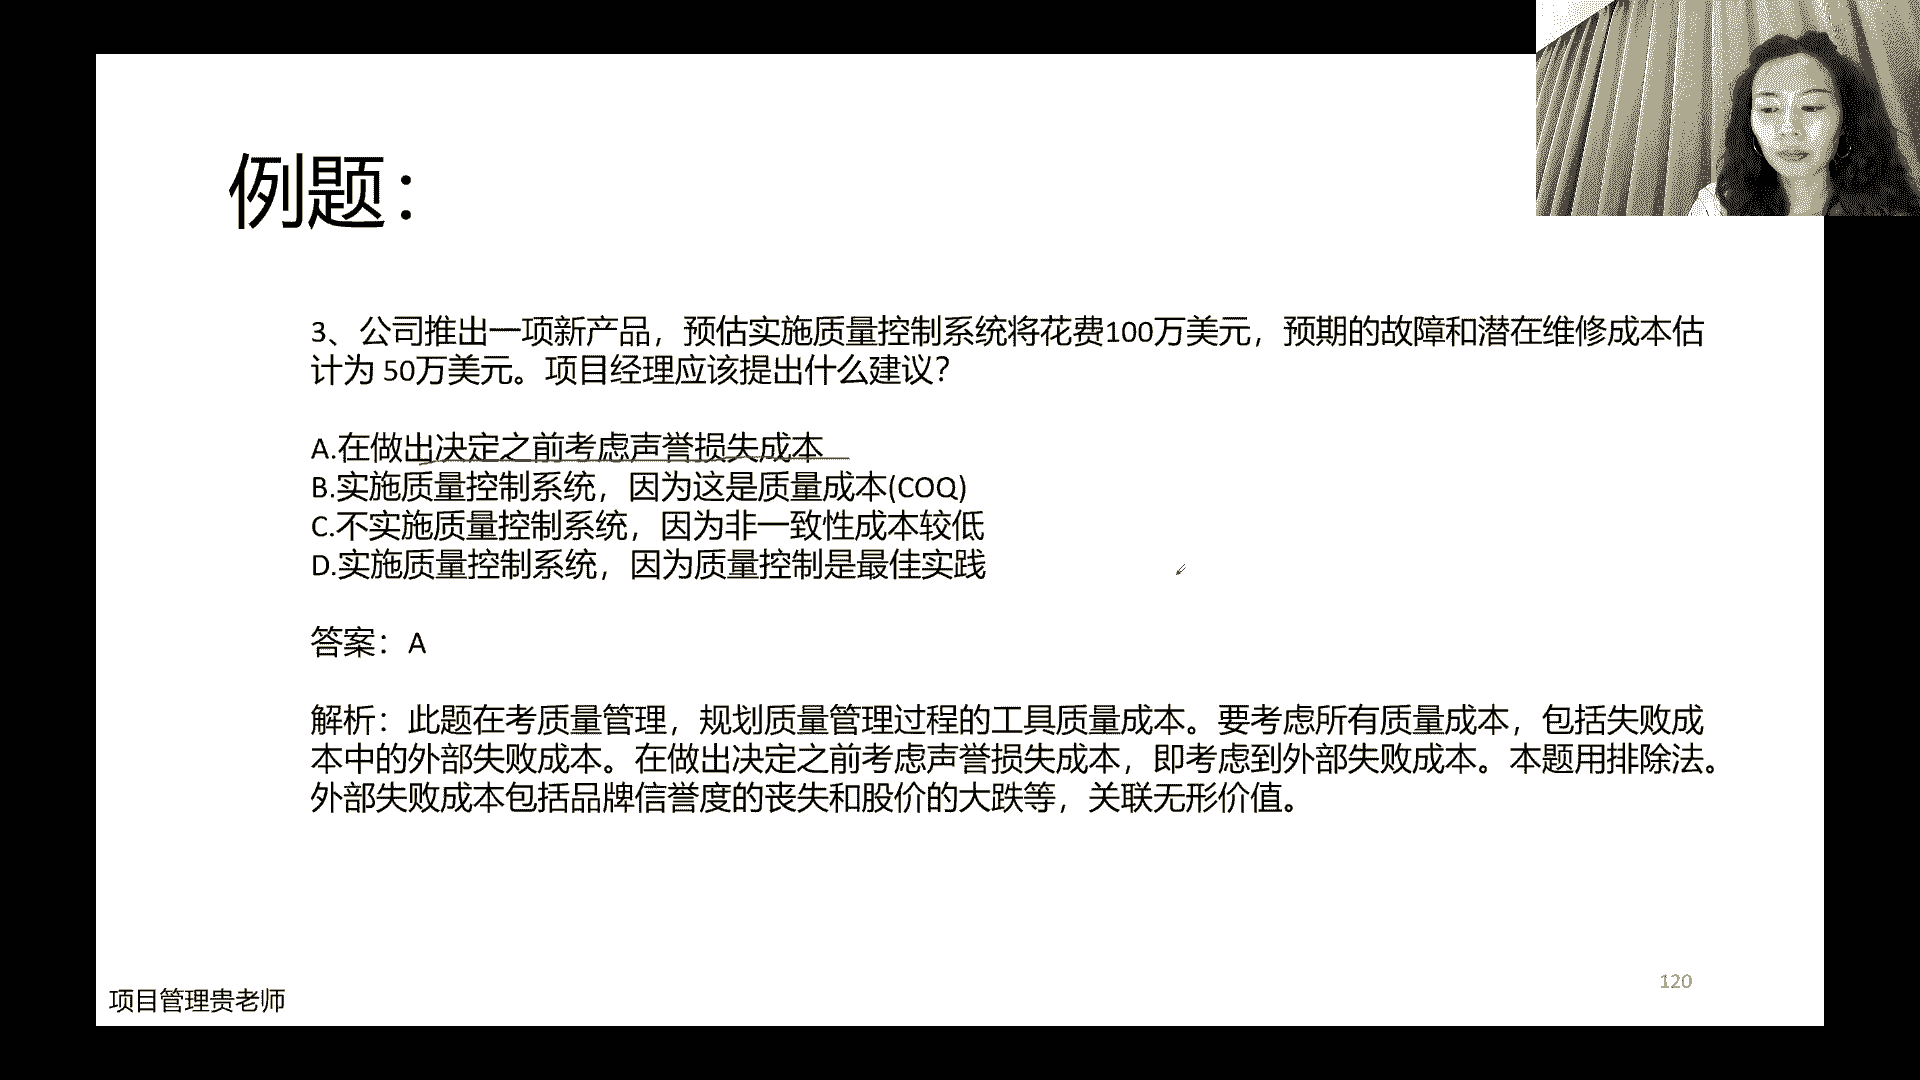 例题：
3、公司推出一项新产品，预估实施质量控制系统将花费100万美元，预期的故障和潜在维修成本估
计为 50万美元。项目经理应该提出什么建议？
A.在做出决定之前考虑声誉损失成本
B.实施质量控制系统，因为这是质量成本(COQ)
C.不实施质量控制系统，因为非一致性成本较低
D.实施质量控制系统，因为质量控制是最佳实践
答案：A
解析：此题在考质量管理，规划质量管理过程的工具质量成本。要考虑所有质量成本，包括失败成
本中的外部失败成本。在做出决定之前考虑声誉损失成本，即考虑到外部失败成本。本题用排除法。
外部失败成本包括品牌信誉度的丧失和股价的大跌等，关联无形价值。
120
项目管理贵老师